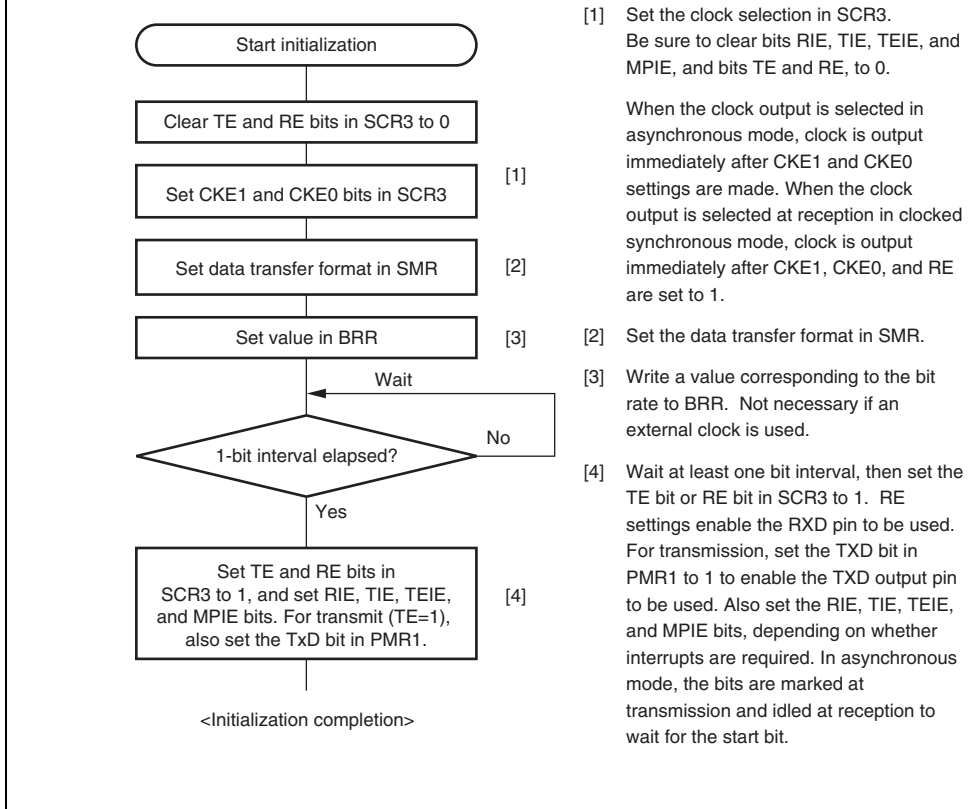 Start initialization
Clear TE and RE bits in SCR3 to 0
Set CKE1 and CKE0 bits in SCR3
[1]
Set data transfer format in SMR
[2]
Set value in BRR
[3]
Wait
1-bit interval elapsed?
No
Yes
Set TE and RE bits in
SCR3 to 1, and set RIE, TIE, TEIE,
and MPIE bits. For transmit (TE=1),
also set the TxD bit in PMR1.
[4]
<Initialization completion>
[1] Set the clock selection in SCR3.
Be sure to clear bits RIE, TIE, TEIE, and
MPIE, and bits TE and RE, to 0.
When the clock output is selected in
asynchronous mode, clock is output
immediately after CKE1 and CKE0
settings are made. When the clock
output is selected at reception in clocked
synchronous mode, clock is output
immediately after CKE1, CKE0, and RE
are set to 1.
[2] Set the data transfer format in SMR.
[3] Write a value corresponding to the bit
rate to BRR. Not necessary if an
external clock is used.
[4] Wait at least one bit interval, then set the
TE bit or RE bit in SCR3 to 1. RE
settings enable the RXD pin to be used.
For transmission, set the TXD bit in
PMR1 to 1 to enable the TXD output pin
to be used. Also set the RIE, TIE, TEIE,
and MPIE bits, depending on whether
interrupts are required. In asynchronous
mode, the bits are marked at
transmission and idled at reception to
wait for the start bit.